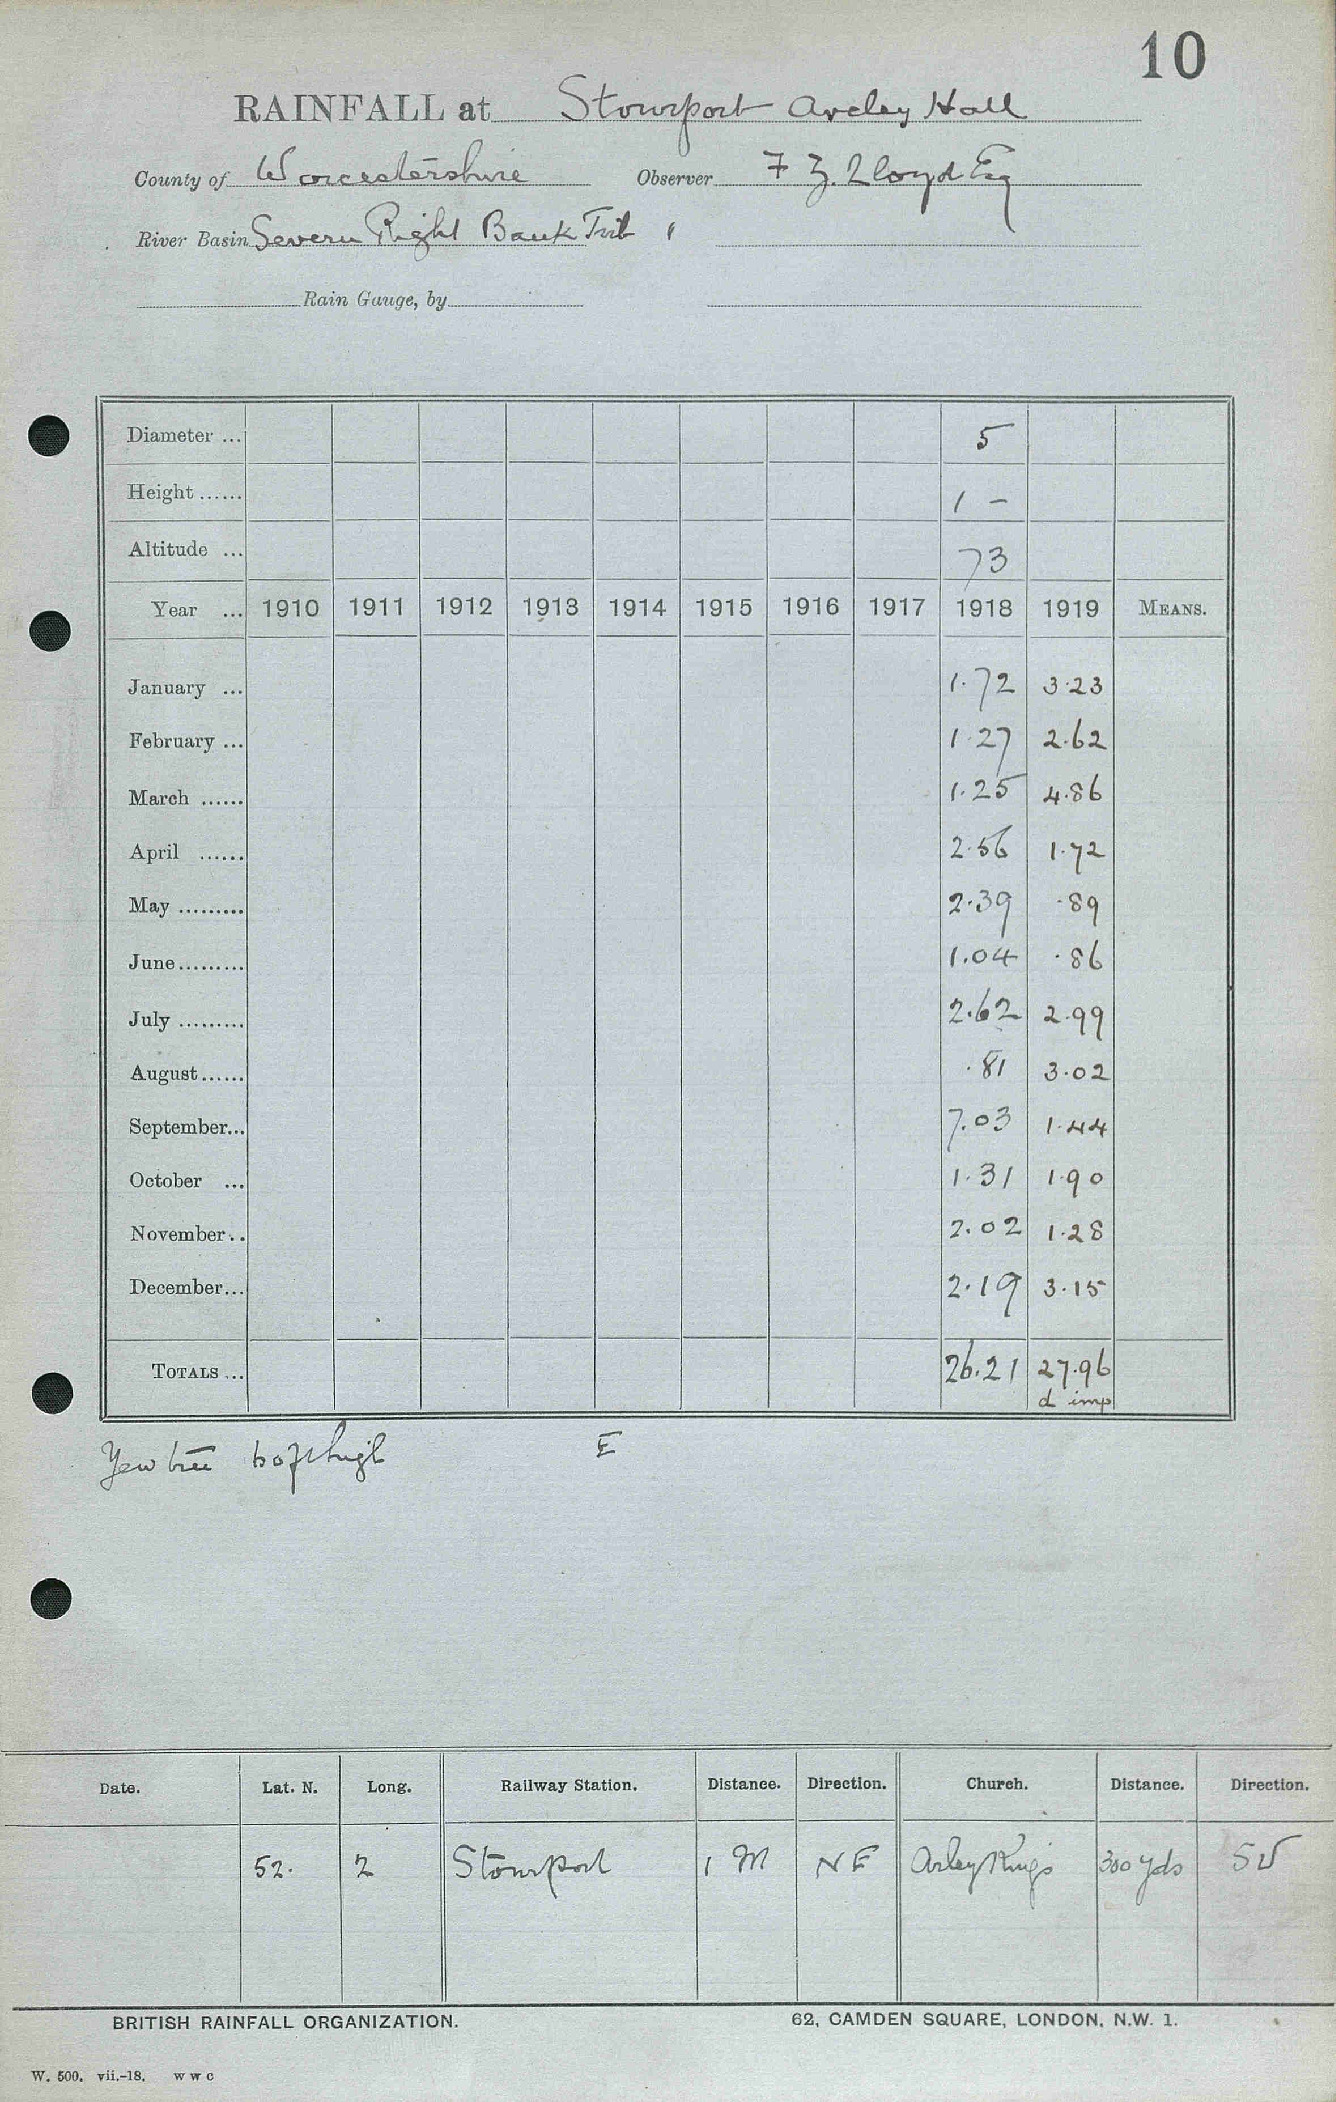 10
RAINFALL at Stourport Areley Hall
County of Worcestershire Observer F Z. Lloyd Esq
River Basin Severn Right Bank Trib "
Rain Gauge, by
Diameter ... 5
Height ...... 1 -
Altitude ... 73
Year ... 1910 1911 1912 1913 1914 1915 1916 1917 1918 1919 MEANS.
January ... 1.72 3.23
February ... 1.27 2.62
March ...... 1.25 4.86
April ...... 2.56 1.72
May ......... 2.39 .89
June ......... 1.04 .86
July ......... 2.62 2.99
August ...... .81 3.02
September... 7.03 1.44
October ... 1.31 1.90
November.. 2.02 1.28
December... 2.19 3.15
TOTALS ... 26.21 27.96
d imp
Yew tree high E
Date. Lat. N. Long. Railway Station. Distance. Direction. Church. Distance. Direction.
52. 2 Stourport 1 M NE Arley Kings 300 yds SW
BRITISH RAINFALL ORGANIZATION. 62, CAMDEN SQUARE, LONDON, N.W. 1.
W. 500. vii.-18. w w c